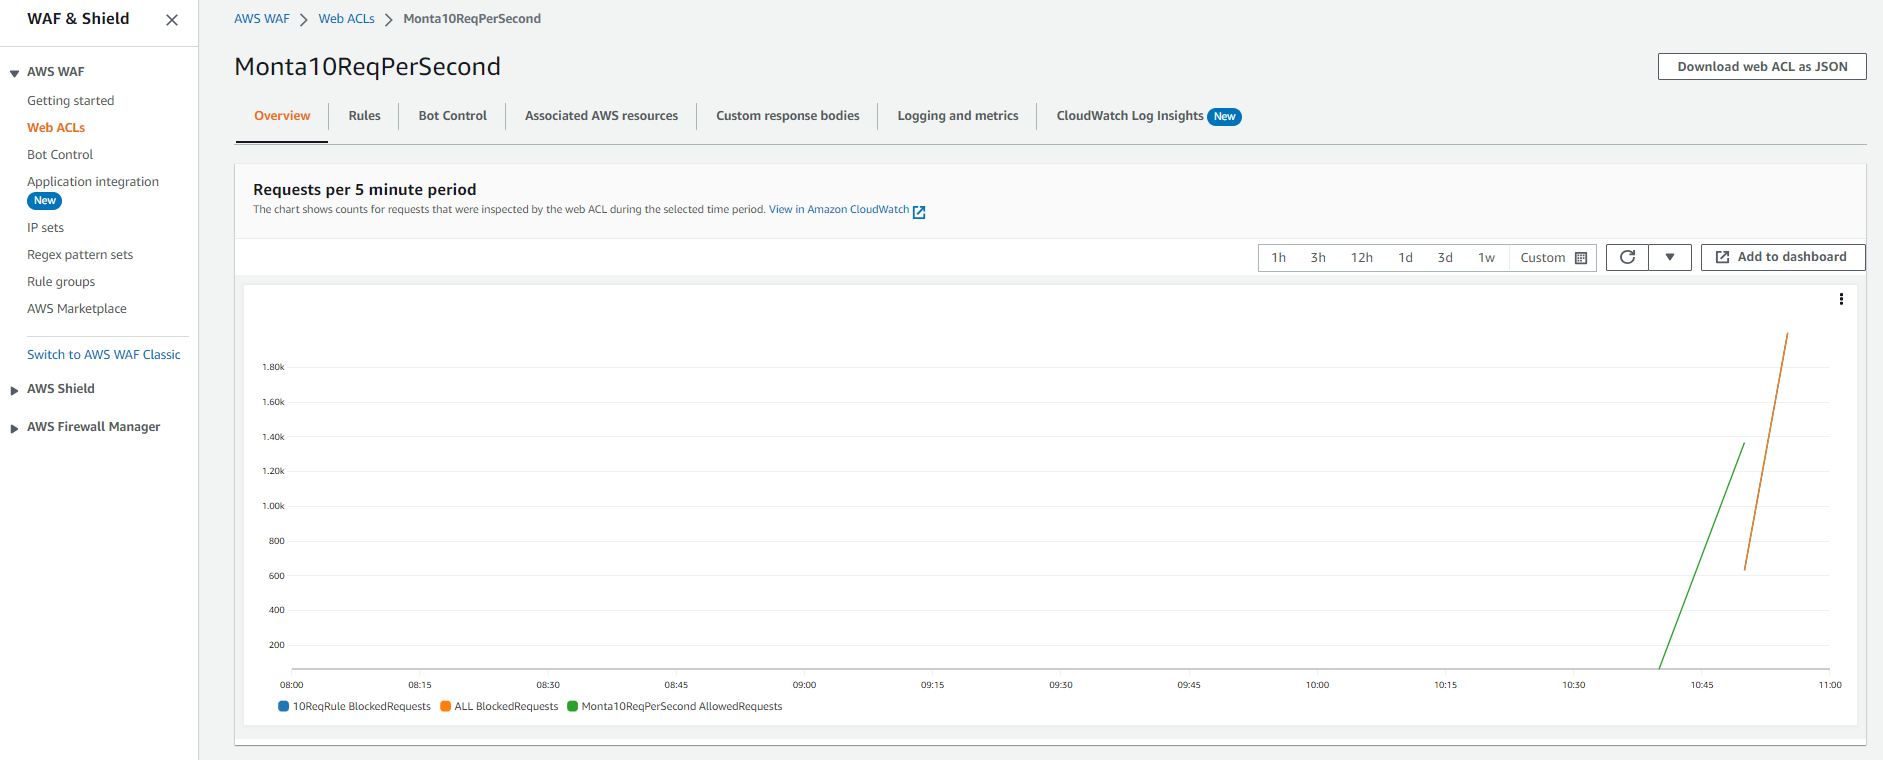 WAF & Shield
AWS WAF
Getting started
Web ACLs
Bot Control
Application integration
New
IP sets
Regex pattern sets
Rule groups
AWS Marketplace
Switch to AWS WAF Classic
AWS Shield
AWS Firewall Manager
AWS WAF > Web ACLs > Monta10ReqPerSecond
Monta10ReqPerSecond
Download web ACL as JSON
Overview Rules Bot Control Associated AWS resources Custom response bodies Logging and metrics CloudWatch Log Insights New
Requests per 5 minute period
The chart shows counts for requests that were inspected by the web ACL during the selected time period. View in Amazon CloudWatch
1h 3h 12h 1d 3d 1w Custom Add to dashboard
1.80k
1.60k
1.40k
1.20k
1.00k
800
600
400
200
08:00 08:15 08:30 08:45 09:00 09:15 09:30 09:45 10:00 10:15 10:30 10:45 11:00
10ReqRule BlockedRequests ALL BlockedRequests Monta10ReqPerSecond AllowedRequests